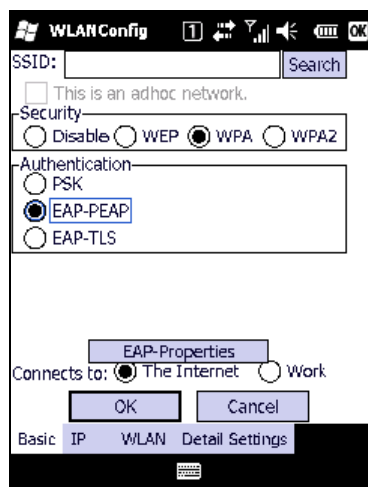 WLANConfig 1 OK
SSID: Search
This is an adhoc network.
Security
Disable WEP WPA WPA2
Authentication
PSK
EAP-PEAP
EAP-TLS
EAP-Properties
Connects to: The Internet Work
OK Cancel
Basic IP WLAN Detail Settings